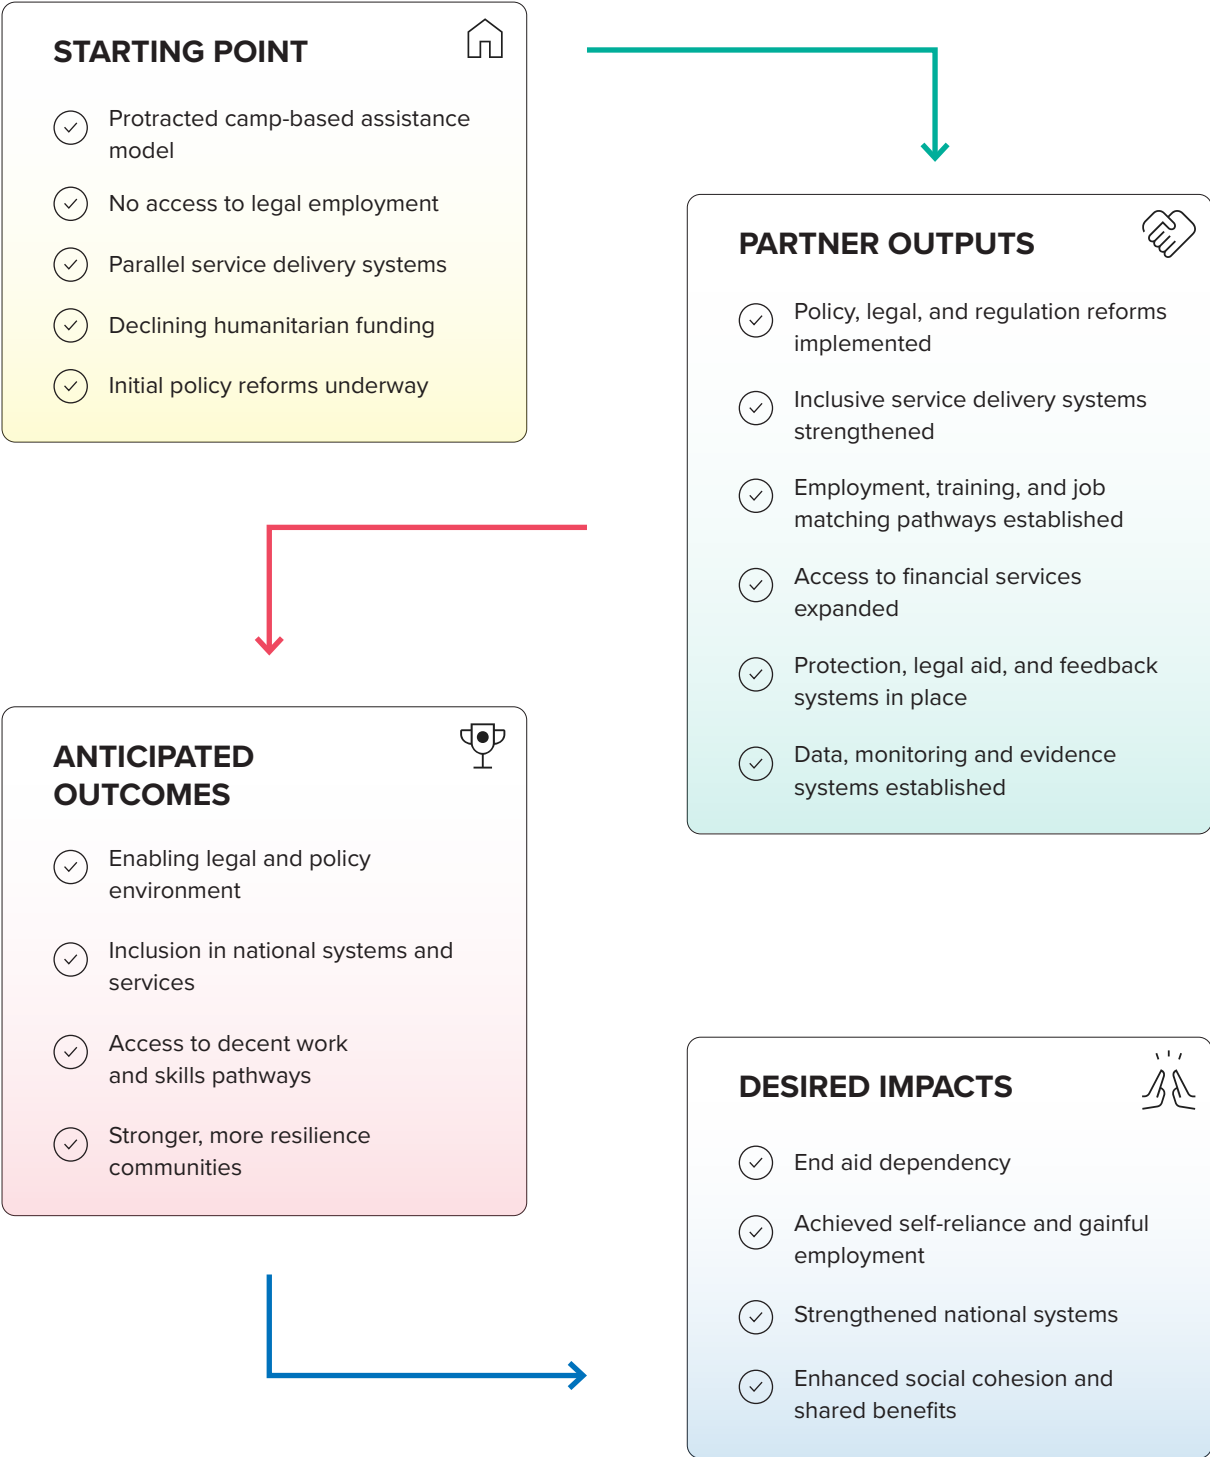 STARTING POINT
Protracted camp-based assistance
model
No access to legal employment
Parallel service delivery systems
Declining humanitarian funding
Initial policy reforms underway
PARTNER OUTPUTS
Policy, legal, and regulation reforms
implemented
Inclusive service delivery systems
strengthened
Employment, training, and job
matching pathways established
Access to financial services
expanded
Protection, legal aid, and feedback
systems in place
Data, monitoring and evidence
systems established
ANTICIPATED
OUTCOMES
Enabling legal and policy
environment
Inclusion in national systems and
services
Access to decent work
and skills pathways
Stronger, more resilience
communities
DESIRED IMPACTS
End aid dependency
Achieved self-reliance and gainful
employment
Strengthened national systems
Enhanced social cohesion and
shared benefits